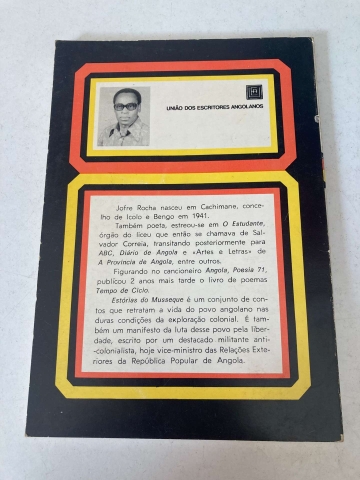 UNIÃO DOS ESCRITORES ANGOLANOS
Jofre Rocha nasceu em Cachimane, conce-
lho de Icolo e Bengo em 1941.
Também poeta, estreou-se em O Estudante,
órgão do liceu que então se chamava de Sal-
vador Correia, transitando posteriormente para
ABC, Diário de Angola e «Artes e Letras» de
A Província de Angola, entre outros.
Figurando no cancioneiro Angola, Poesia 71,
publicou 2 anos mais tarde o livro de poemas
Tempo de Cicio.
Estórias do Musseque é um conjunto de con-
tos que retratam a vida do povo angolano nas
duras condições da exploração colonial. É tam-
bém um manifesto da luta desse povo pela liber-
dade, escrito por um destacado militante anti-
-colonialista, hoje vice-ministro das Relações Exte-
riores da República Popular de Angola.